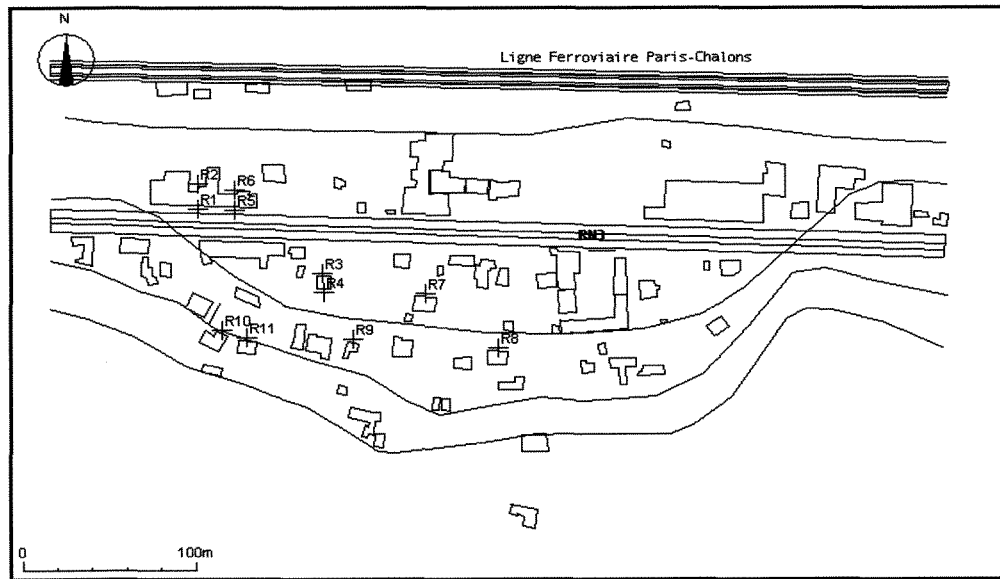 N
Ligne Ferroviaire Paris-Chalons
R2
R6
R1
R5
RN3
R3
R4
R7
R10
R11
R9
R8
0
100m